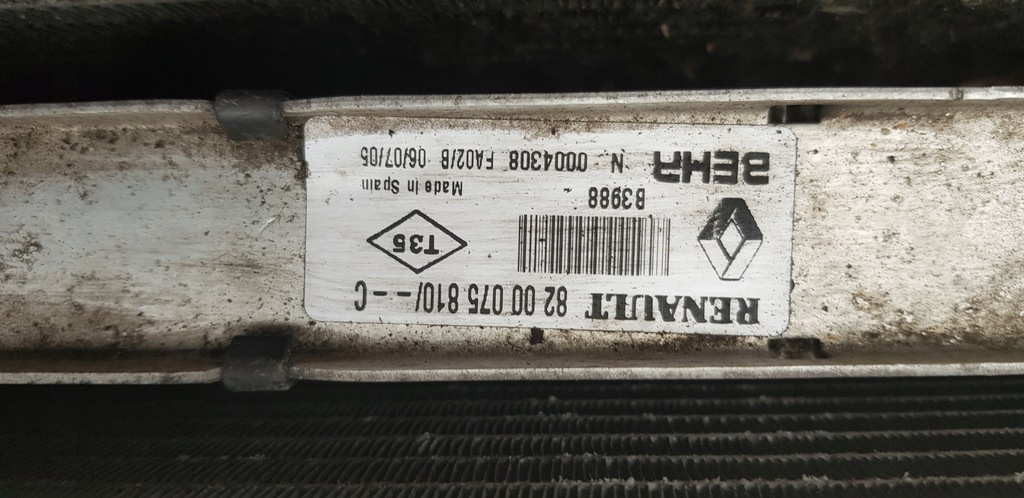 RENAULT 82 00 075 810/--C
T35
B3988
Made in Spain
BEHR N. 0004308 FA02/B 06/07/05